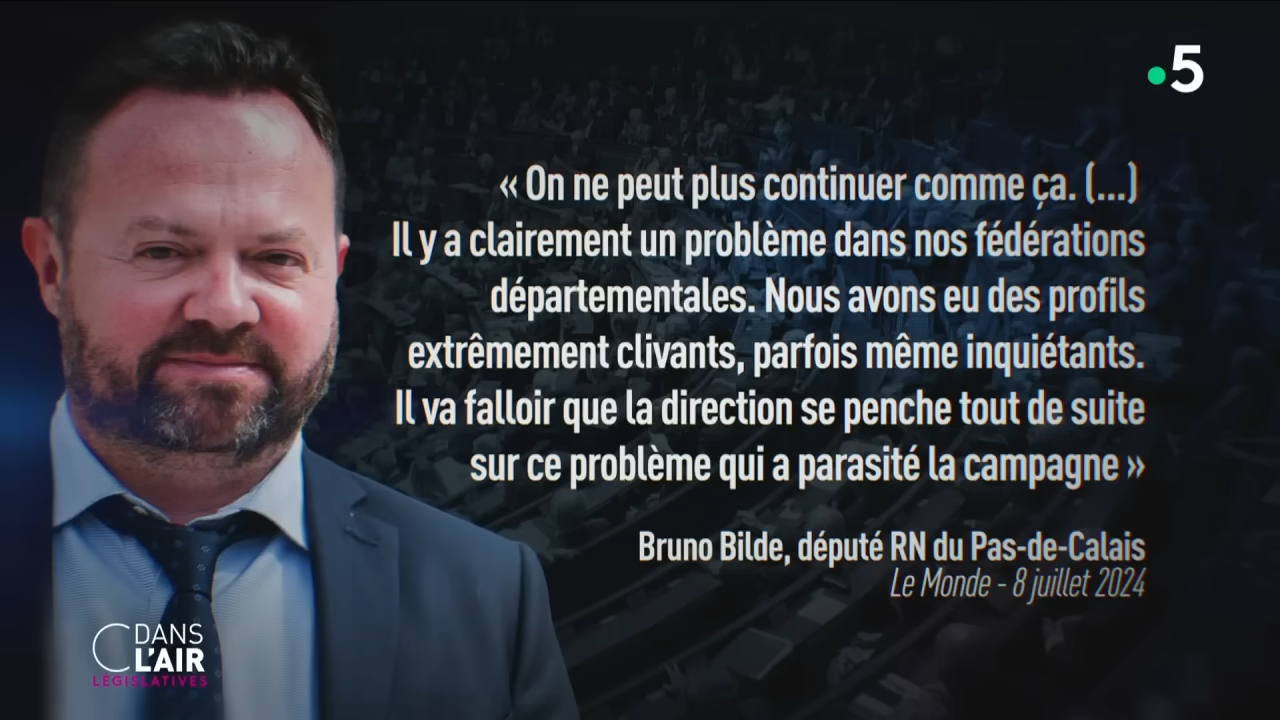 5
« On ne peut plus continuer comme ça. (...)
Il y a clairement un problème dans nos fédérations
départementales. Nous avons eu des profils
extrêmement clivants, parfois même inquiétants.
Il va falloir que la direction se penche tout de suite
sur ce problème qui a parasité la campagne »
Bruno Bilde, député RN du Pas-de-Calais
Le Monde - 8 juillet 2024
C DANS
L'AIR
LÉGISLATIVES